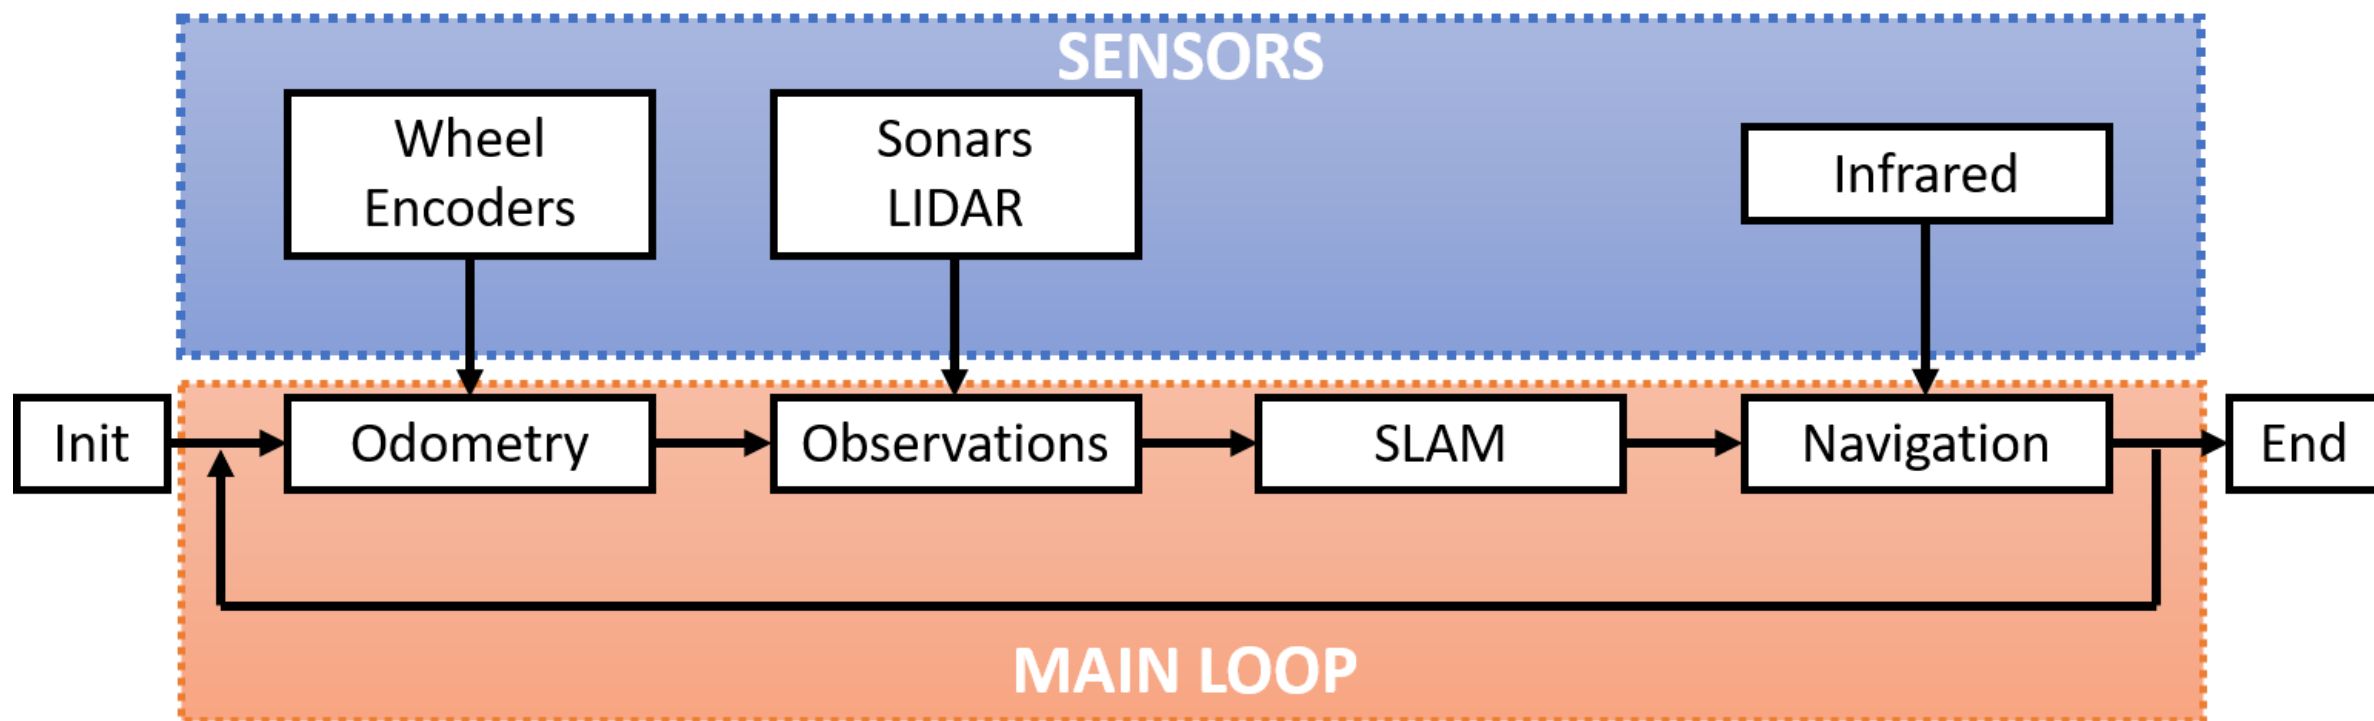 SENSORS
Wheel
Encoders
Sonars
LIDAR
Infrared
Init
Odometry
Observations
SLAM
Navigation
End
MAIN LOOP